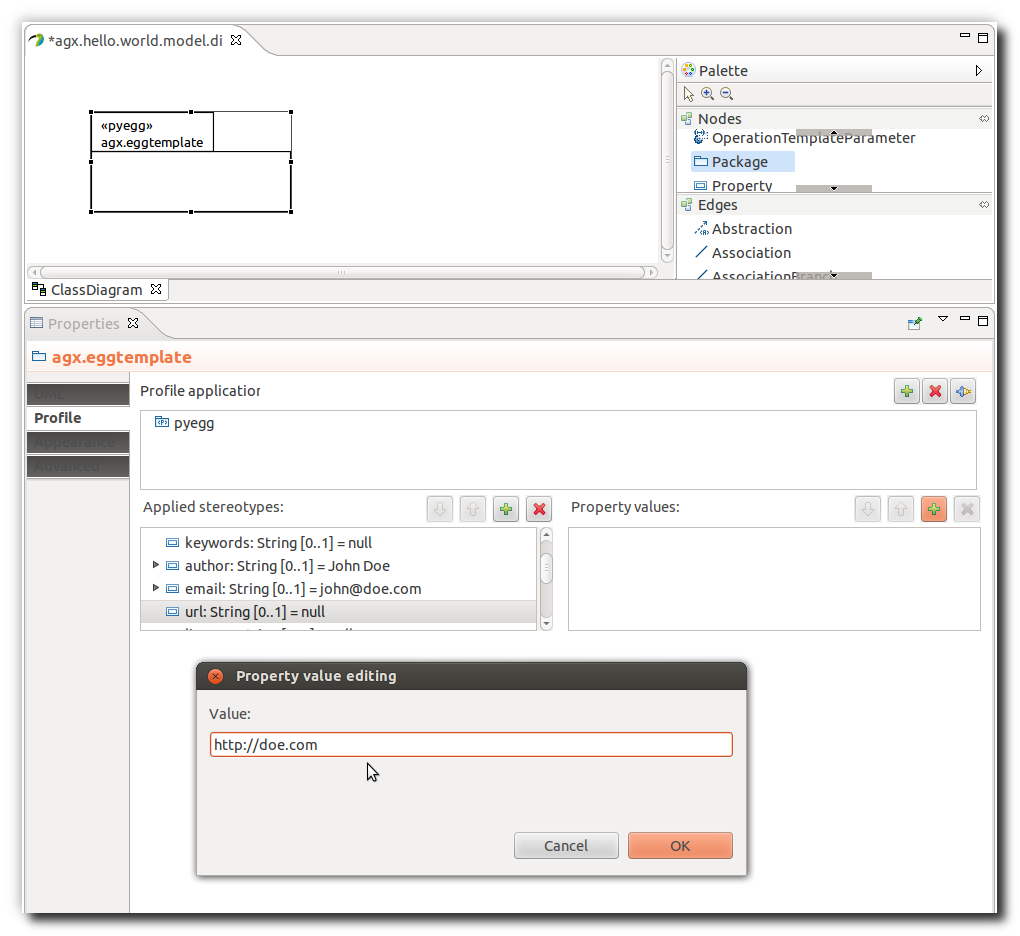 *agx.hello.world.model.di
Palette
Nodes
OperationTemplateParameter
Package
Property
Edges
Abstraction
Association
AssociationBranch
«pyegg»
agx.eggtemplate
ClassDiagram
Properties
agx.eggtemplate
UML
Profile
Appearance
Advanced
Profile application
pyegg
Applied stereotypes:
keywords: String [0..1] = null
author: String [0..1] = John Doe
email: String [0..1] = john@doe.com
url: String [0..1] = null
Property values:
Property value editing
Value:
http://doe.com
Cancel
OK